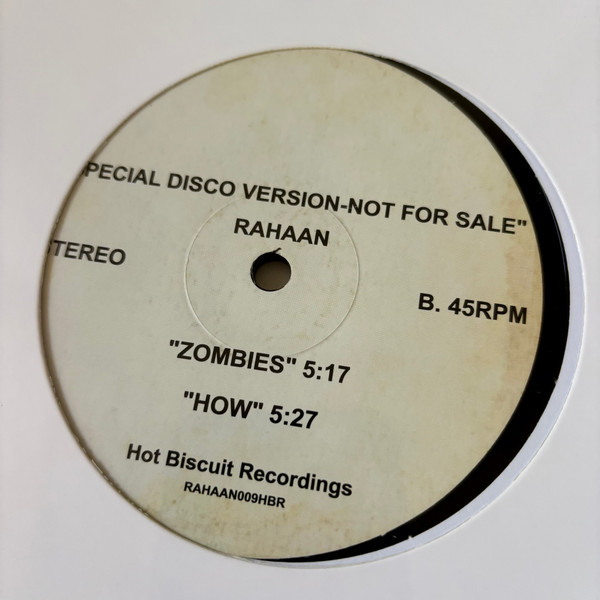 PECIAL DISCO VERSION-NOT FOR SALE"
RAHAAN
TEREO
B. 45RPM
"ZOMBIES" 5:17
"HOW" 5:27
Hot Biscuit Recordings
RAHAAN009HBR